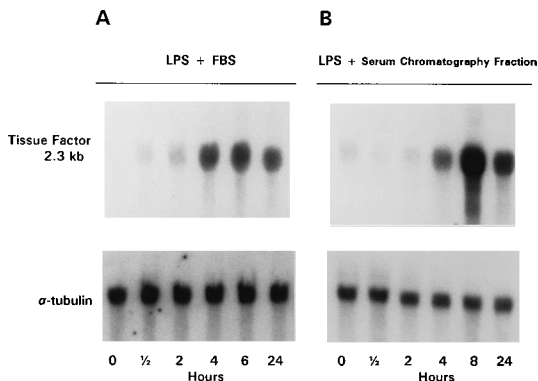 A
B
LPS + FBS
LPS + Serum Chromatography Fraction
Tissue Factor
2.3 kb
α-tubulin
0 ½ 2 4 6 24
Hours
0 ½ 2 4 8 24
Hours